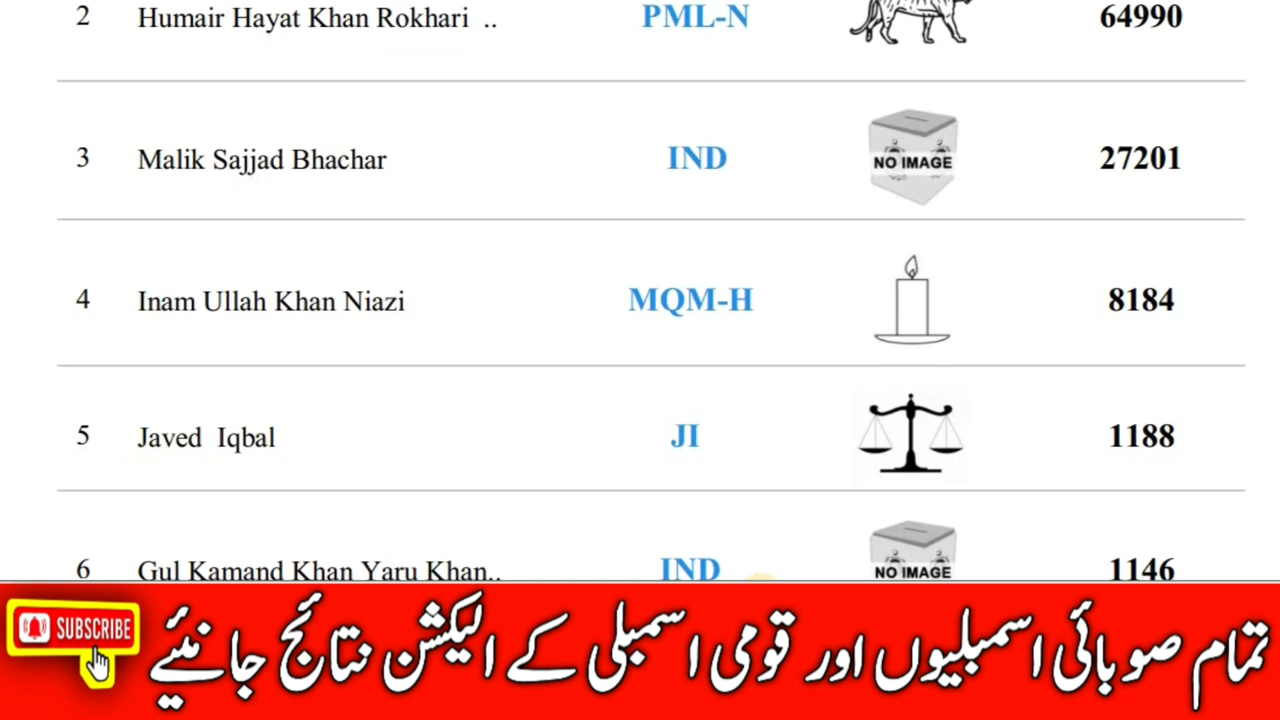 2 Humair Hayat Khan Rokhari .. PML-N 64990
3 Malik Sajjad Bhachar IND NO IMAGE 27201
4 Inam Ullah Khan Niazi MQM-H 8184
5 Javed Iqbal JI 1188
6 Gul Kamand Khan Yaru Khan.. IND NO IMAGE 1146
SUBSCRIBE
تمام صوبائی اسمبلیوں اور قومی اسمبلی کے الیکشن نتائج جانئیے